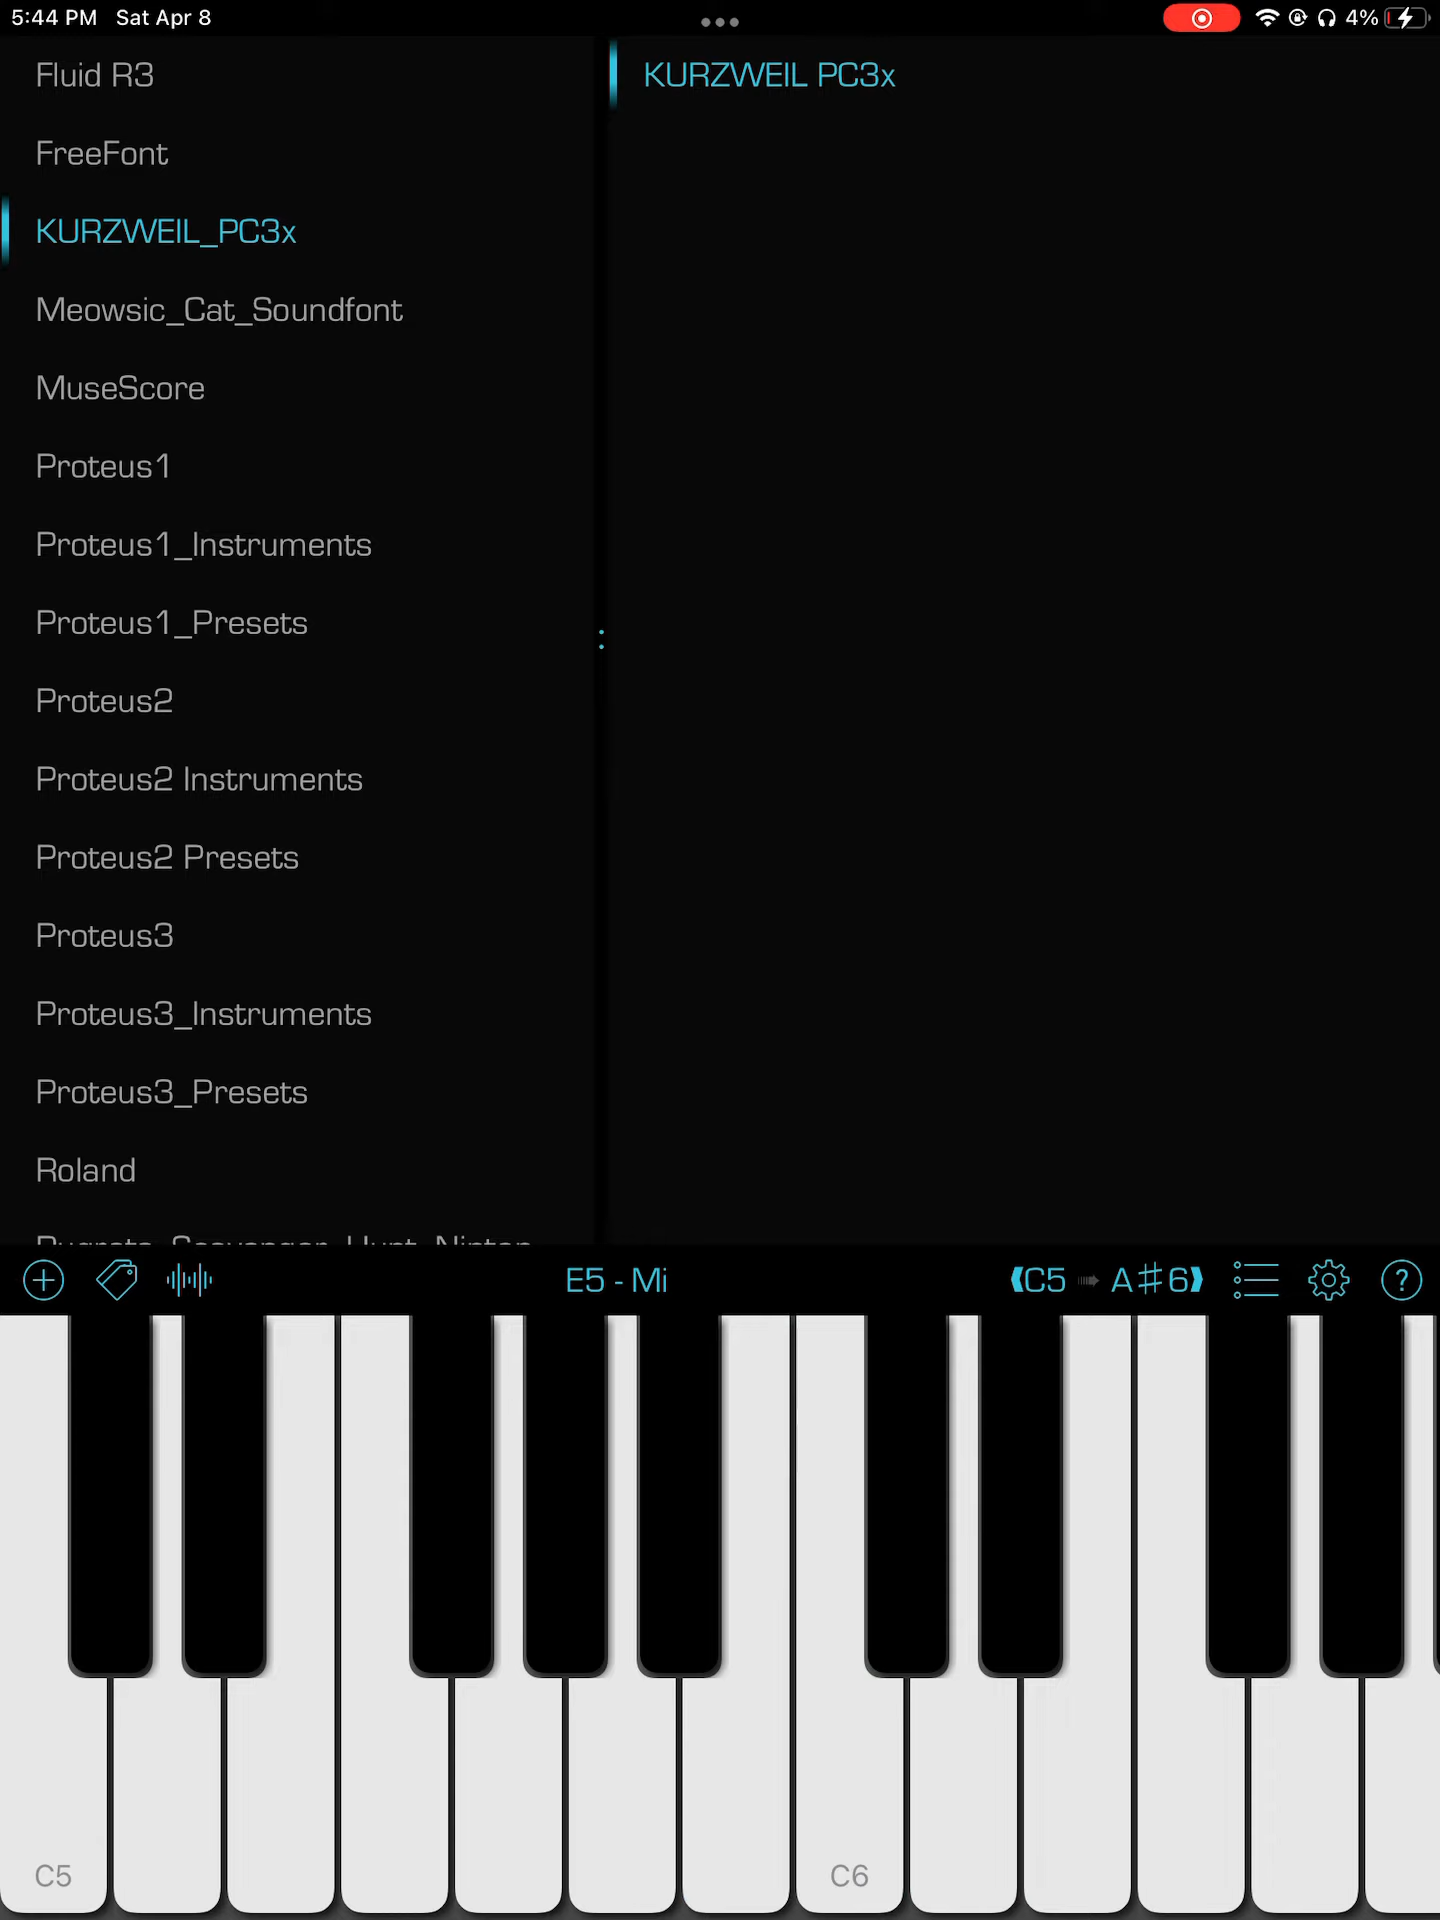 5:44 PM Sat Apr 8
4%
Fluid R3
FreeFont
KURZWEIL_PC3x
Meowsic_Cat_Soundfont
MuseScore
Proteus1
Proteus1_Instruments
Proteus1_Presets
Proteus2
Proteus2 Instruments
Proteus2 Presets
Proteus3
Proteus3_Instruments
Proteus3_Presets
Roland
KURZWEIL PC3x
E5 - Mi
C5 ➠ A♯6
?
C5
C6